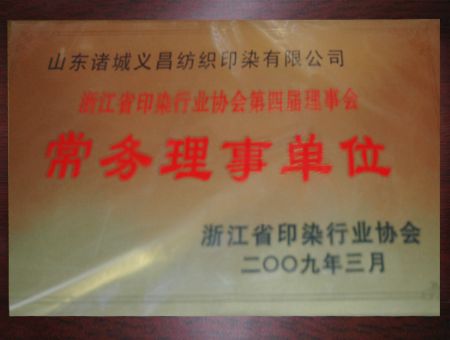 山东诸城义昌纺织印染有限公司
浙江省印染行业协会第四届理事会
常务理事单位
浙江省印染行业协会
二〇〇九年三月